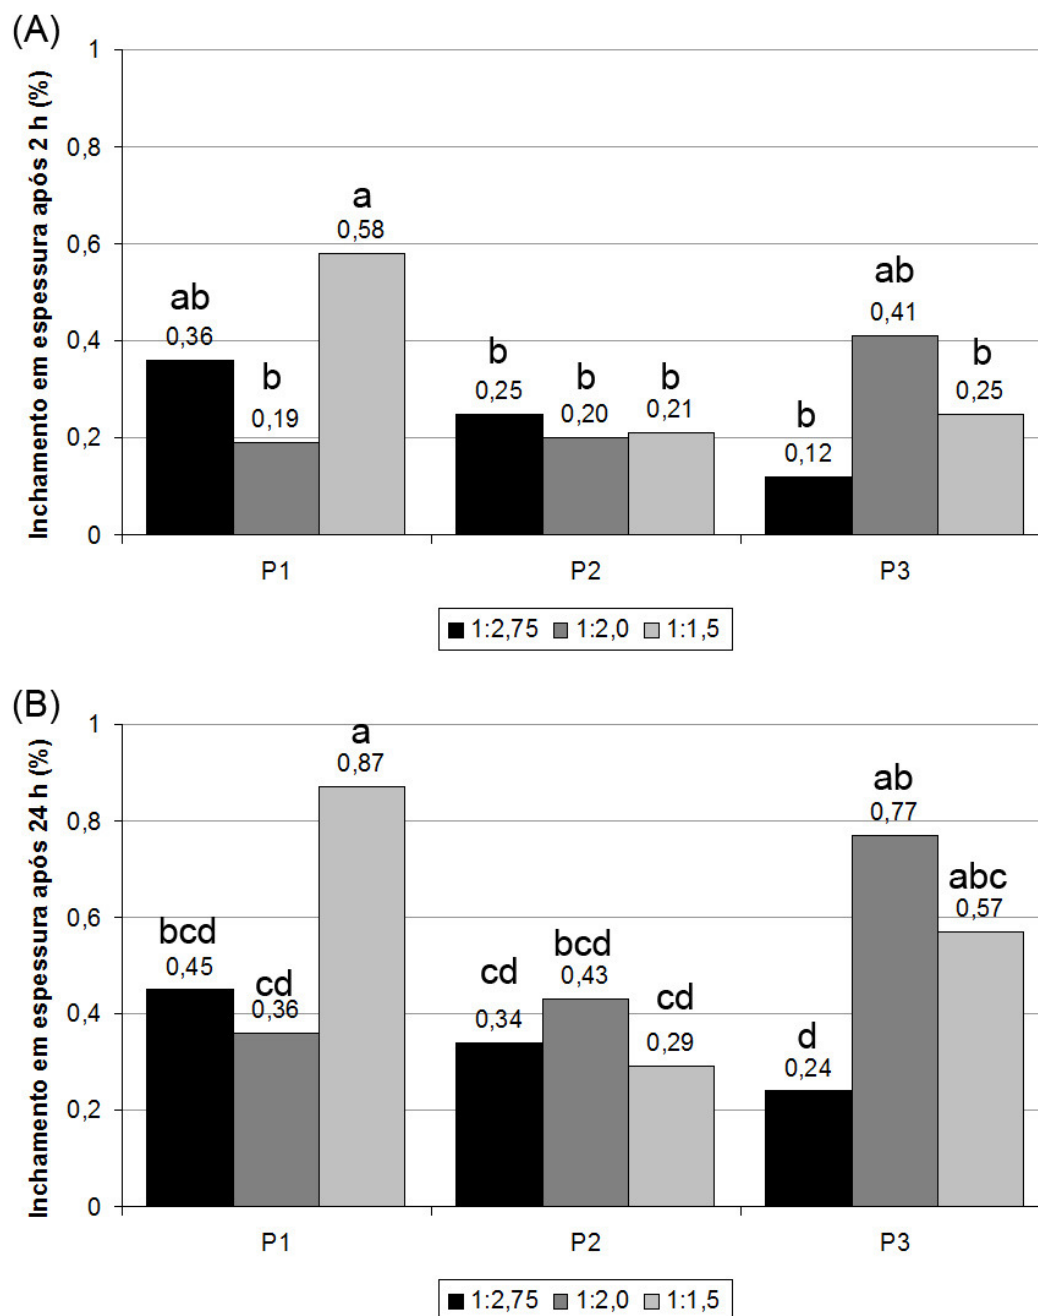 (A)
Inchamento em espessura após 2 h (%)
1
0,8
0,6
0,4
0,2
0
ab
0,36
b
0,19
a
0,58
b
0,25
b
0,20
b
0,21
b
0,12
ab
0,41
b
0,25
P1 P2 P3
1:2,75 1:2,0 1:1,5
(B)
Inchamento em espessura após 24 h (%)
1
0,8
0,6
0,4
0,2
0
bcd
0,45
cd
0,36
a
0,87
cd
0,34
bcd
0,43
cd
0,29
d
0,24
ab
0,77
abc
0,57
P1 P2 P3
1:2,75 1:2,0 1:1,5